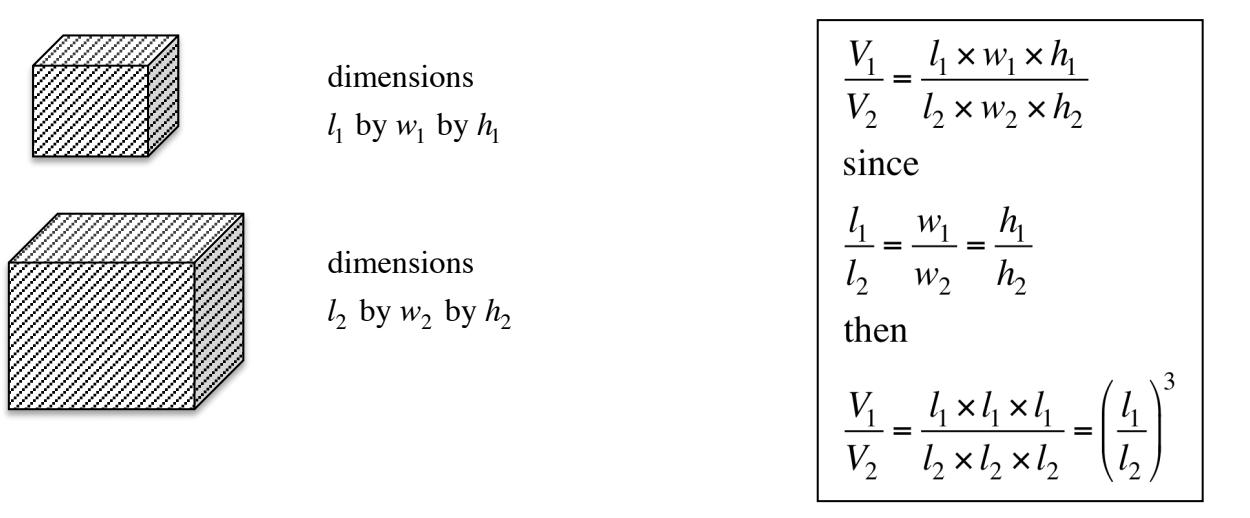 dimensions
l₁ by w₁ by h₁
dimensions
l₂ by w₂ by h₂
V₁/V₂ = (l₁ × w₁ × h₁)/(l₂ × w₂ × h₂)
since
l₁/l₂ = w₁/w₂ = h₁/h₂
then
V₁/V₂ = (l₁ × l₁ × l₁)/(l₂ × l₂ × l₂) = (l₁/l₂)³